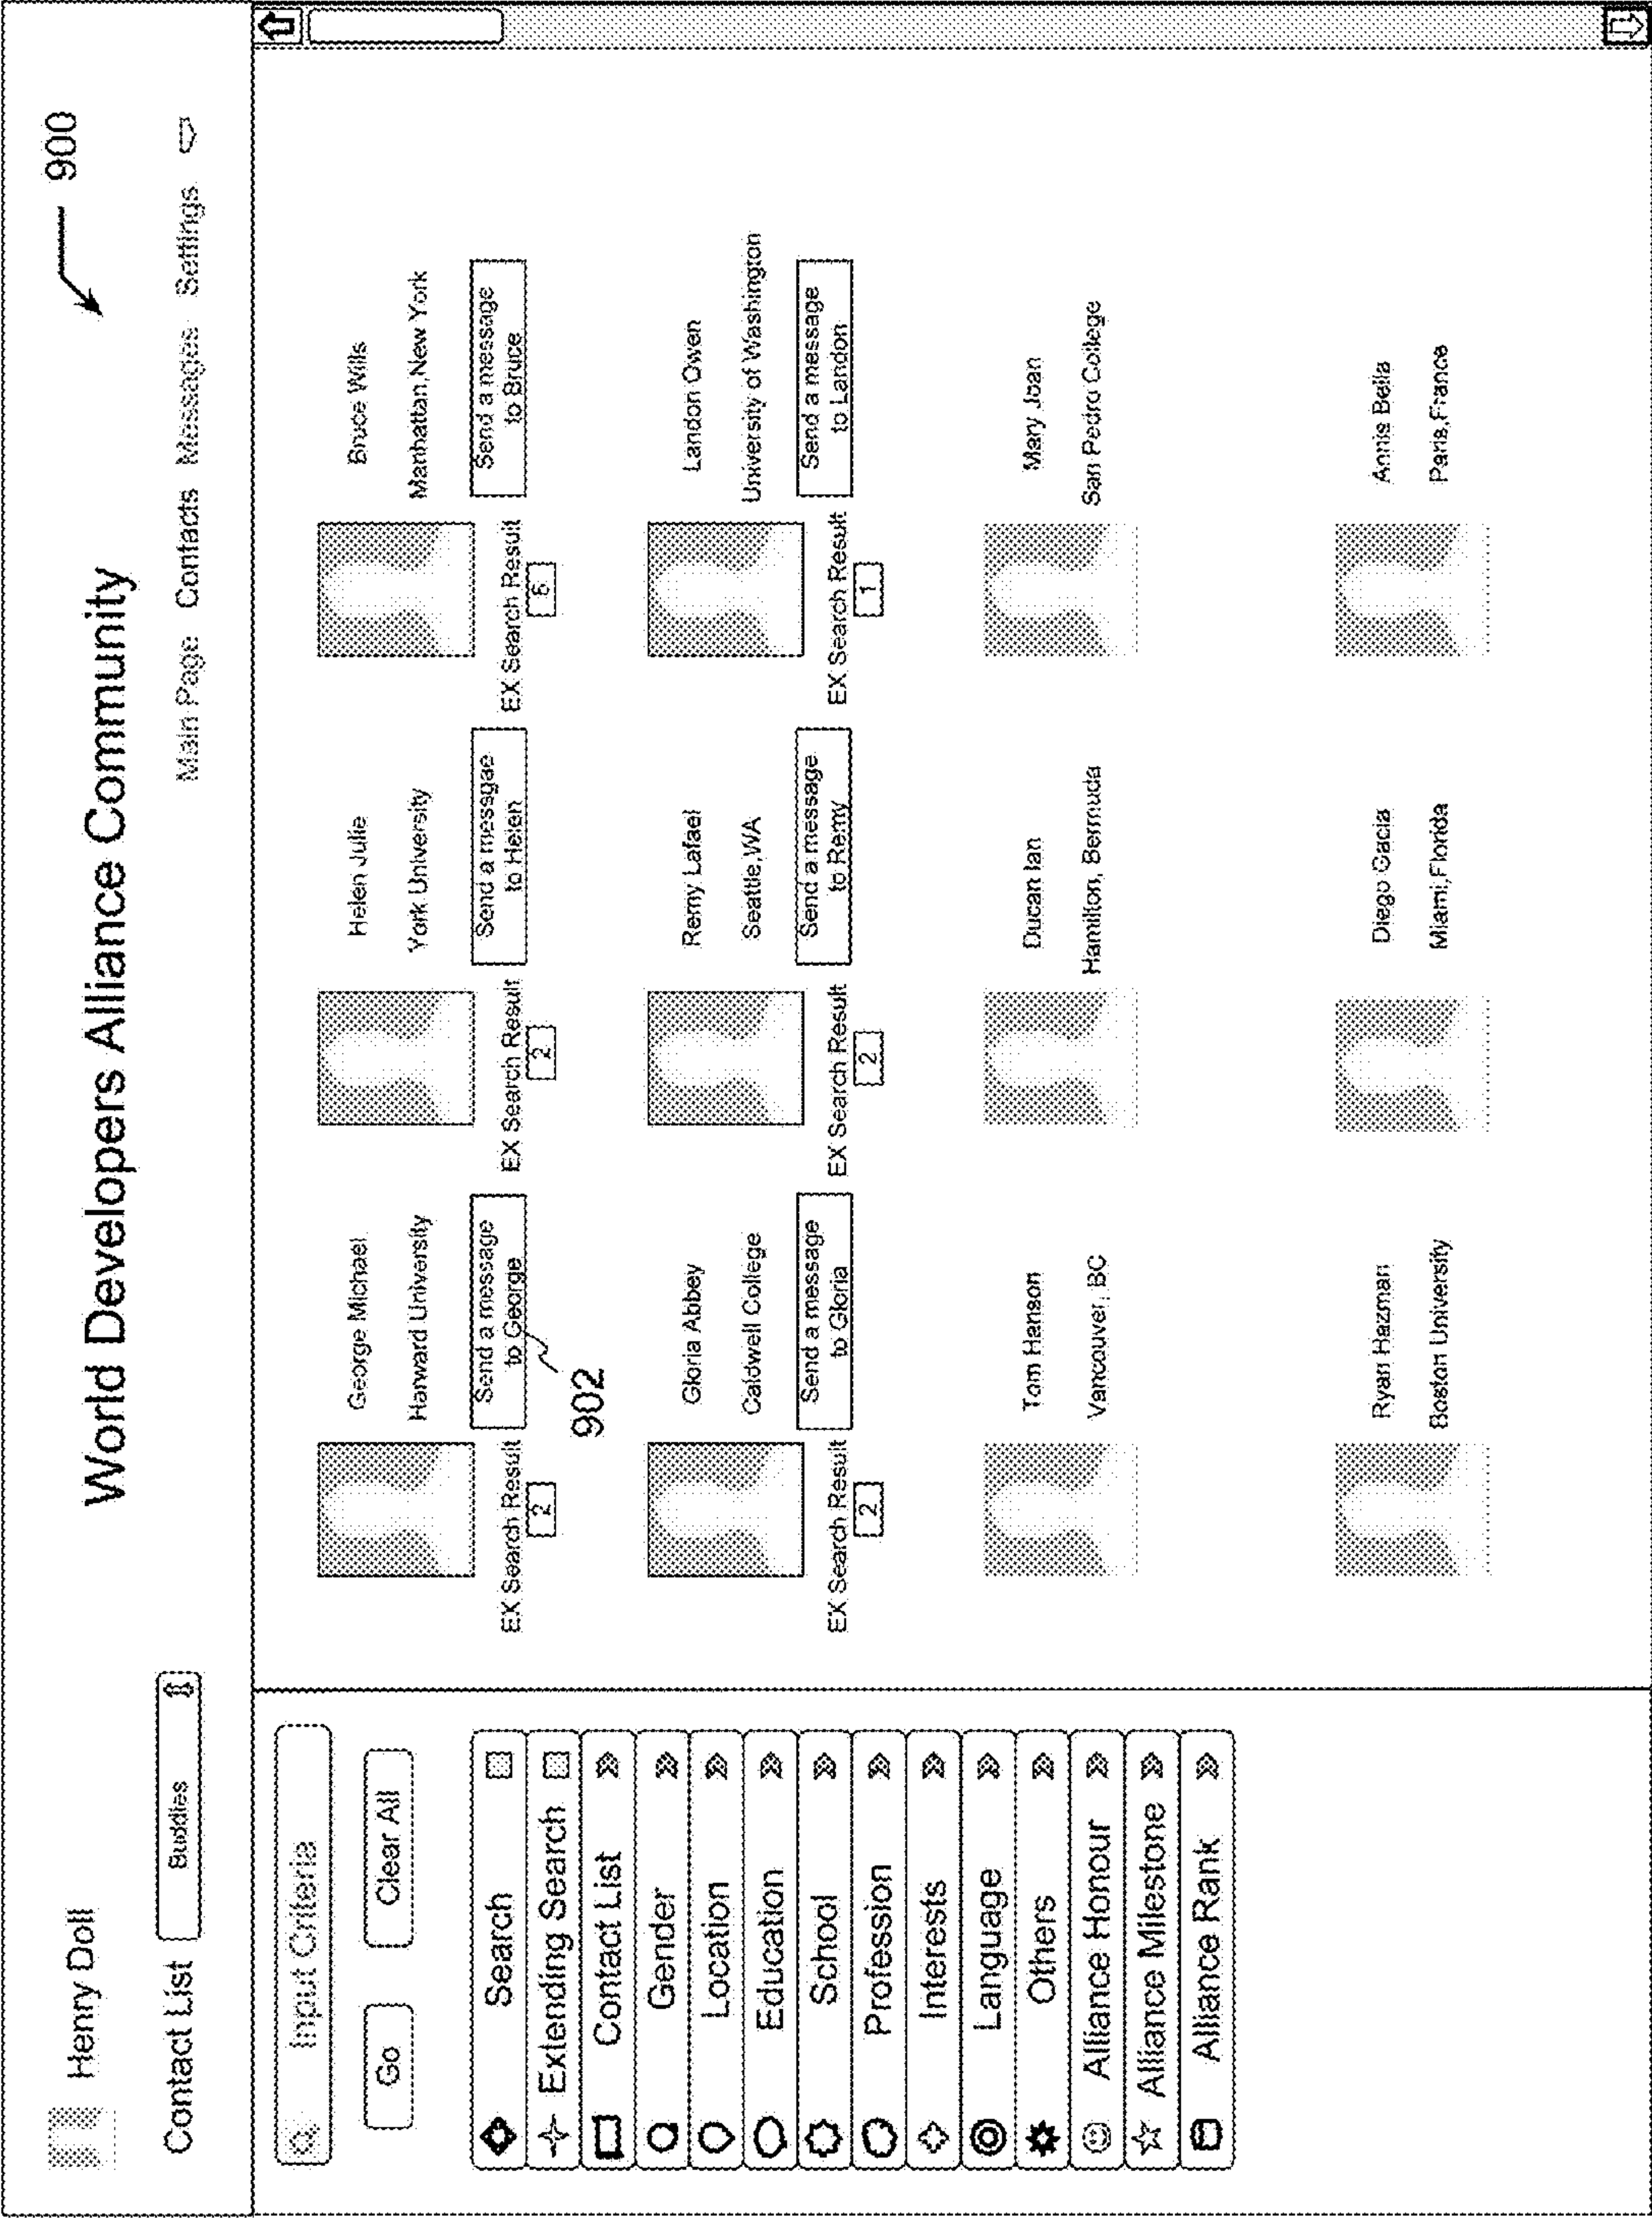 Henry Doll
World Developers Alliance Community
900
Contact List
Buddies
Main Page Contacts Messages Settings
Input Criteria
Go
Clear All
Search
Extending Search
Contact List
Gender
Location
Education
School
Profession
Interests
Language
Others
Alliance Honour
Alliance Milestone
Alliance Rank
George Michael
Harward University
Send a message
to George
EX Search Result
2
902
Helen Julie
York University
Send a messgae
to Helen
EX Search Result
2
Bruce Wills
Manhattan,New York
Send a message
to Bruce
EX Search Result
Gloria Abbey
Caldwell College
Send a message
to Gloria
EX Search Result
2
Remy Lafael
Seattle,WA
Send a message
to Remy
EX Search Result
2
Landon Owen
University of Washington
Send a message
to Landon
EX Search Result
1
Tom Hanson
Vancouver, BC
Ducan Ian
Hamilton, Bermuda
Mary Joan
San Pedro College
Ryan Hazman
Boston University
Diego Gacia
Miami,Florida
Annis Bella
Paris,France